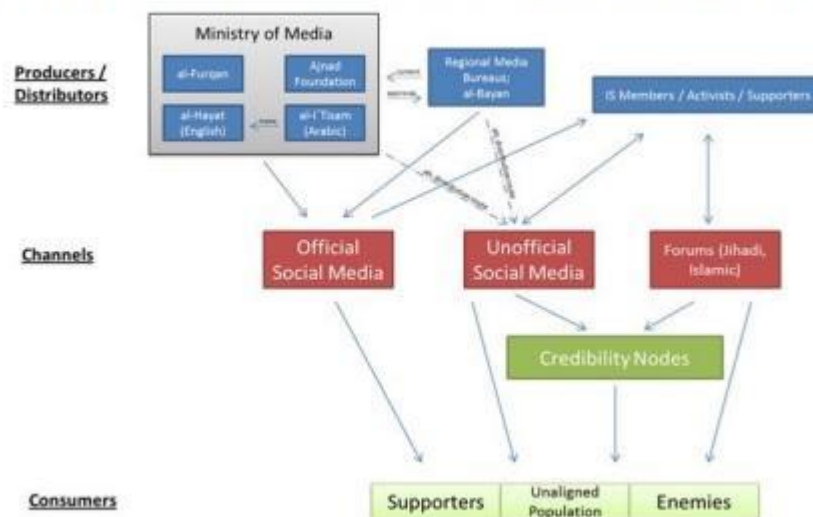 Ministry of Media
Producers /
Distributors
al-Furqan
Ajnad
Foundation
al-Hayat
(English)
al-I'Tisam
(Arabic)
Regional Media
Bureaus;
al-Bayan
IS Members / Activists / Supporters
Channels
Official
Social Media
Unofficial
Social Media
Forums (Jihadi,
Islamic)
Credibility Nodes
Consumers
Supporters
Unaligned
Population
Enemies